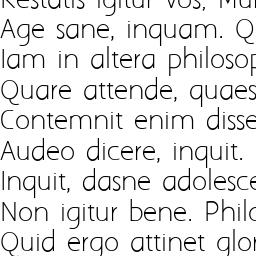 Restatis igitur vos; Mu
Age sane, inquam. Q
Iam in altera philosop
Quare attende, quaes
Contemnit enim disse
Audeo dicere, inquit.
Inquit, dasne adolesce
Non igitur bene. Philo
Quid ergo attinet glor